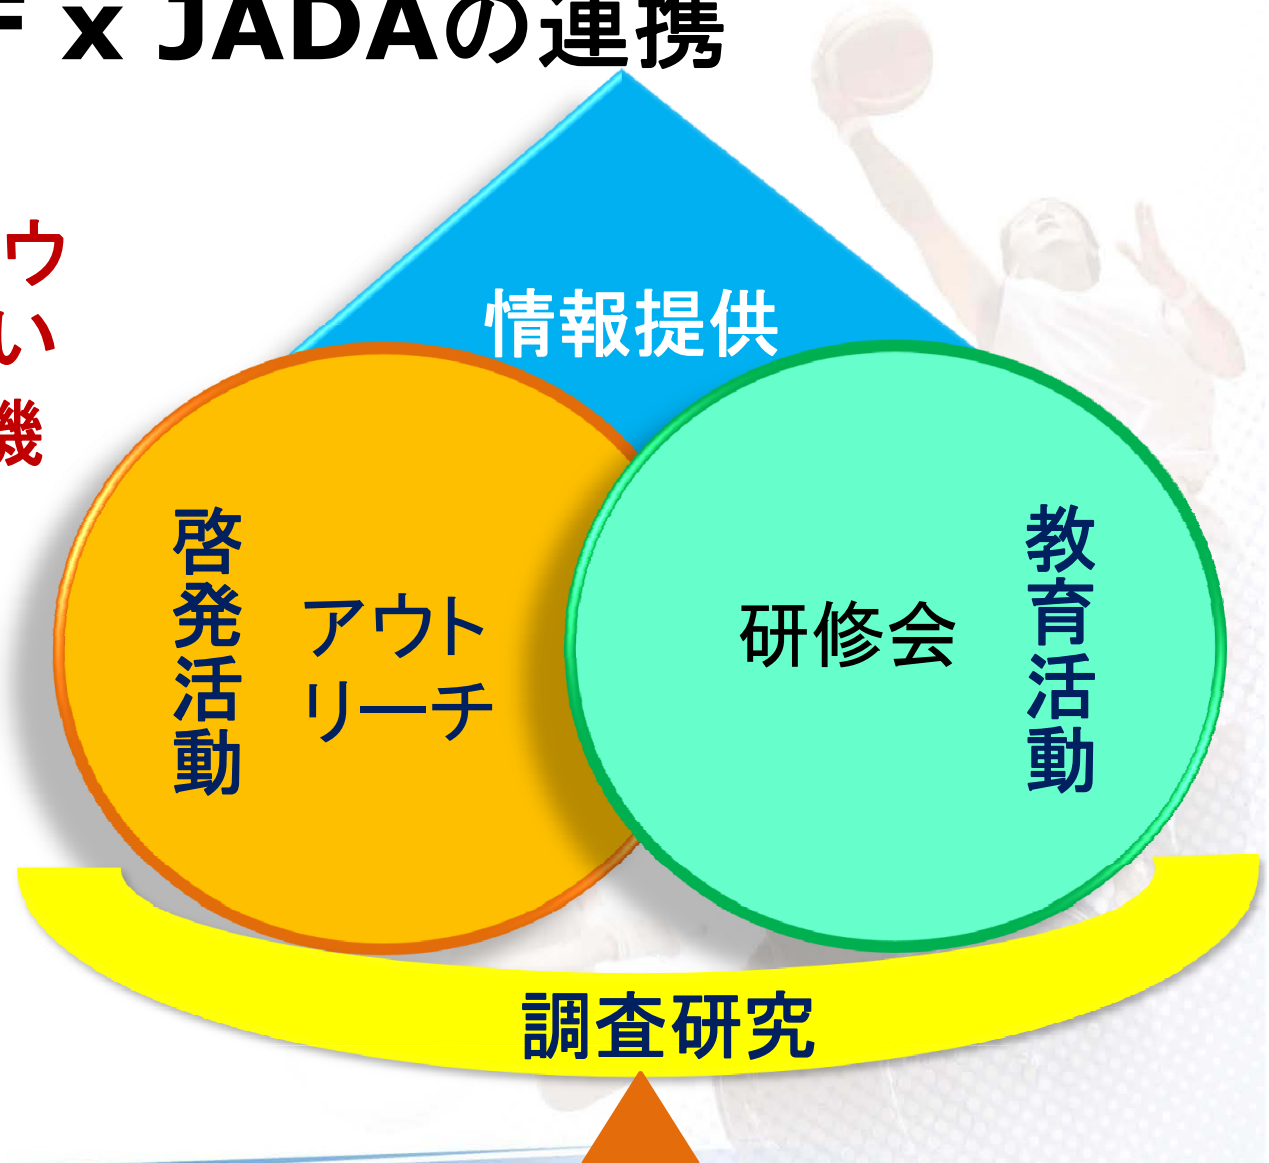 F x JADAの連携
ウ
い
機
情報提供
啓発活動
アウト
リーチ
研修会
教育活動
調査研究